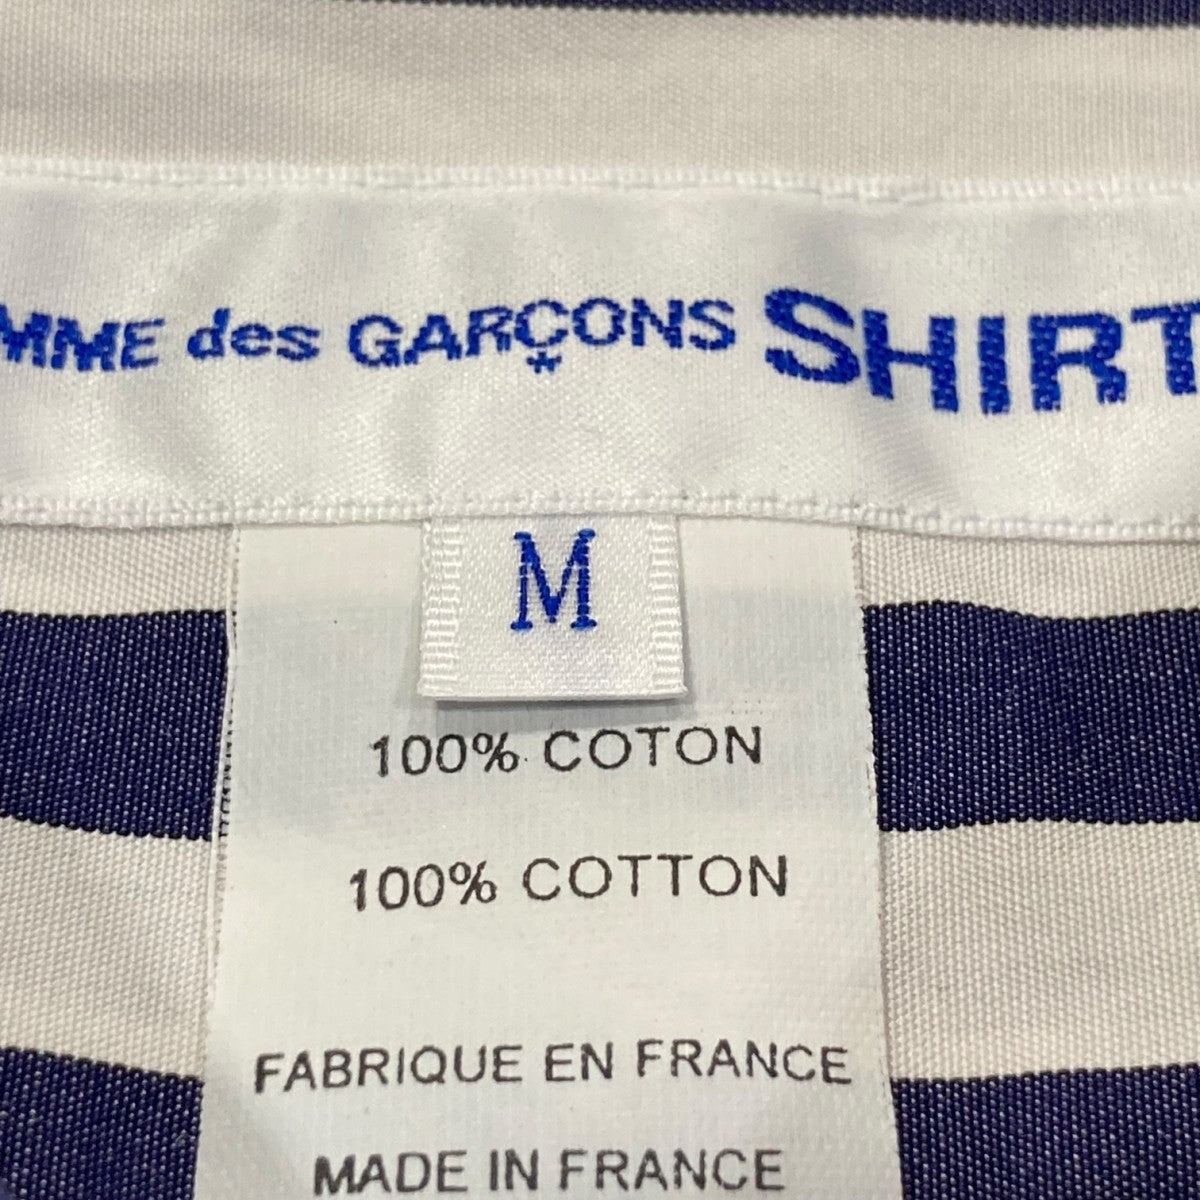 MME des GARÇONS SHIRT
M
100% COTON
100% COTTON
FABRIQUE EN FRANCE
MADE IN FRANCE